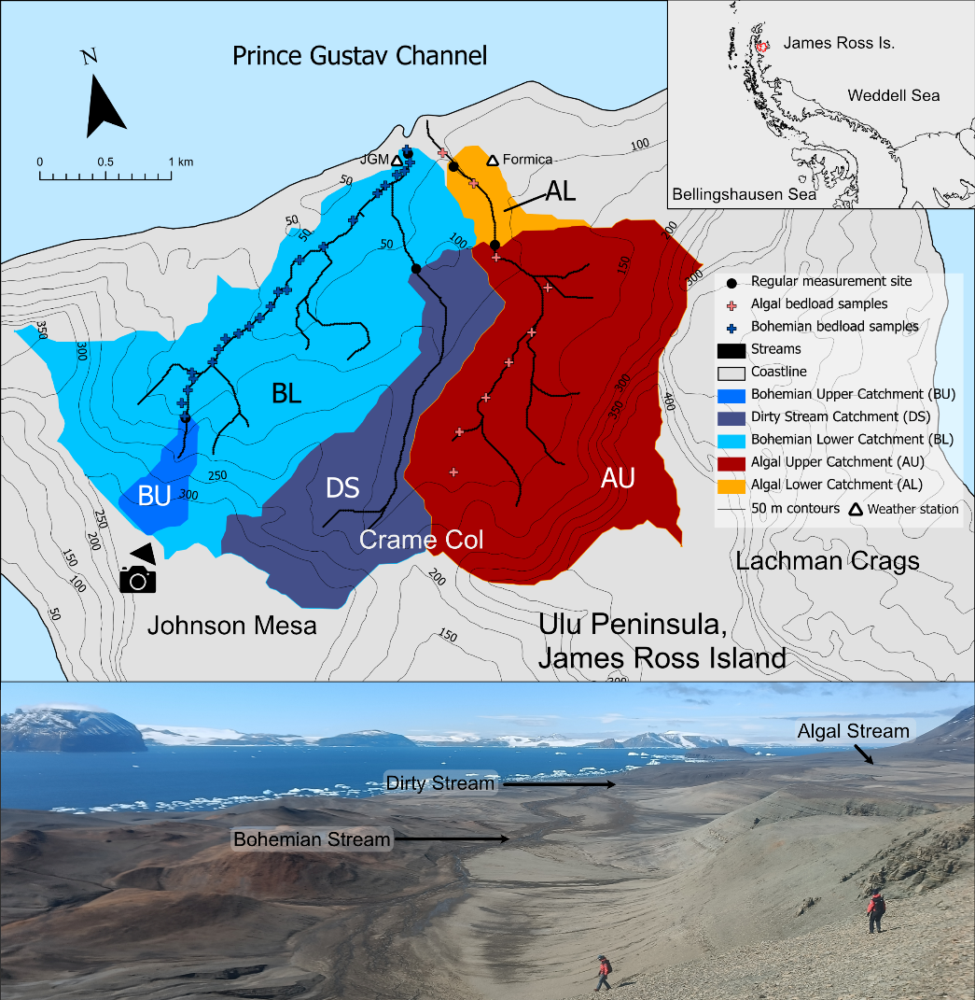 Prince Gustav Channel
N
0 0.5 1 km
James Ross Is.
Weddell Sea
Bellingshausen Sea
JGM
Formica
AL
100
50
50
50
50
100
200
150
300
350
300
BL
300
350
400
250
BU
300
DS
AU
250
200
150
100
50
Crame Col
200
150
Johnson Mesa
Lachman Crags
Ulu Peninsula,
James Ross Island
Regular measurement site
Algal bedload samples
Bohemian bedload samples
Streams
Coastline
Bohemian Upper Catchment (BU)
Dirty Stream Catchment (DS)
Bohemian Lower Catchment (BL)
Algal Upper Catchment (AU)
Algal Lower Catchment (AL)
50 m contours
Weather station
Algal Stream
Dirty Stream
Bohemian Stream